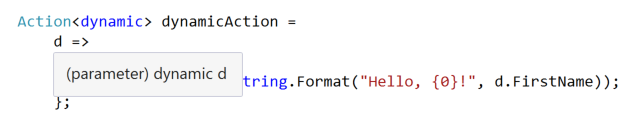 Action<dynamic> dynamicAction =
d =>
(parameter) dynamic d
tring.Format("Hello, {0}!", d.FirstName));
};